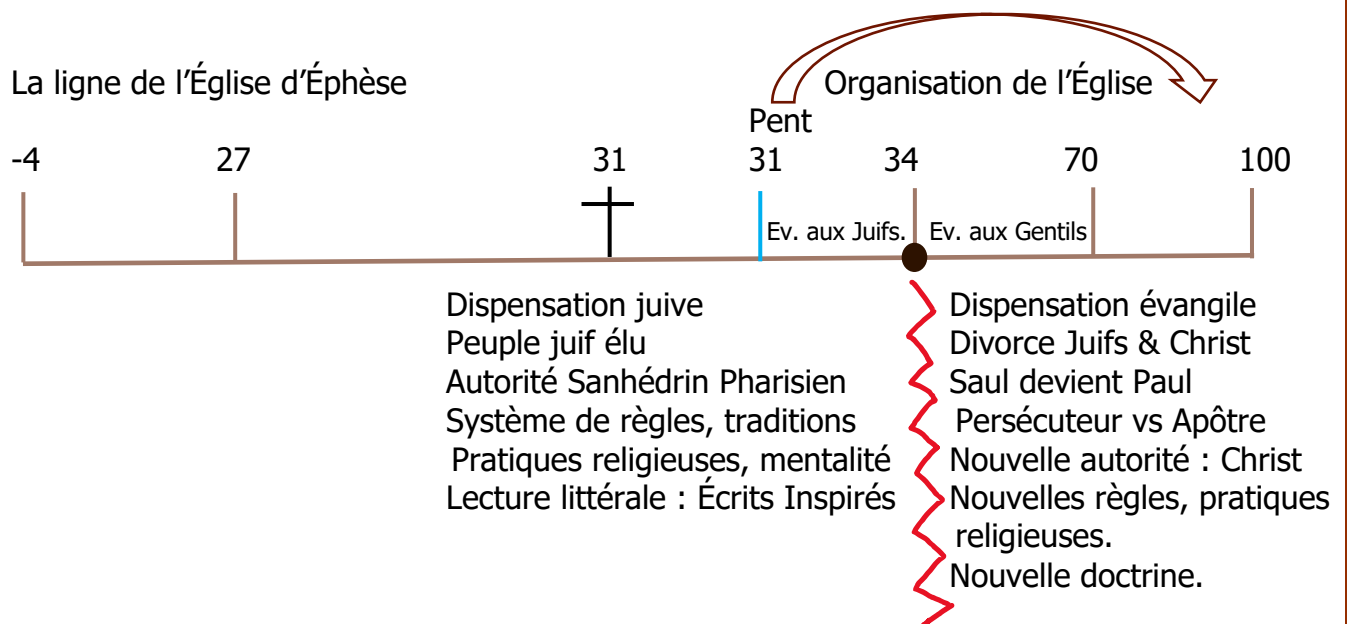 La ligne de l’Église d’Éphèse
Organisation de l’Église
Pent
-4 27 31 31 34 70 100
Ev. aux Juifs. Ev. aux Gentils
Dispensation juive
Peuple juif élu
Autorité Sanhédrin Pharisien
Système de règles, traditions
Pratiques religieuses, mentalité
Lecture littérale : Écrits Inspirés
Dispensation évangile
Divorce Juifs & Christ
Saul devient Paul
Persécuteur vs Apôtre
Nouvelle autorité : Christ
Nouvelles règles, pratiques
religieuses.
Nouvelle doctrine.